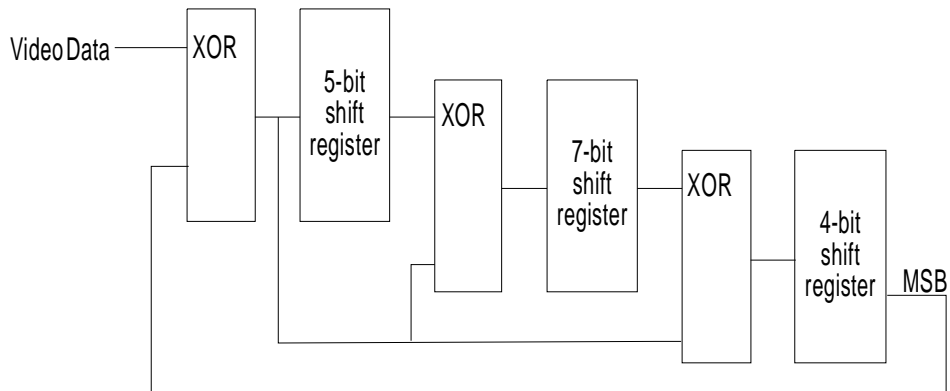 Video Data
XOR
5-bit
shift
register
XOR
7-bit
shift
register
XOR
4-bit
shift
register
MSB